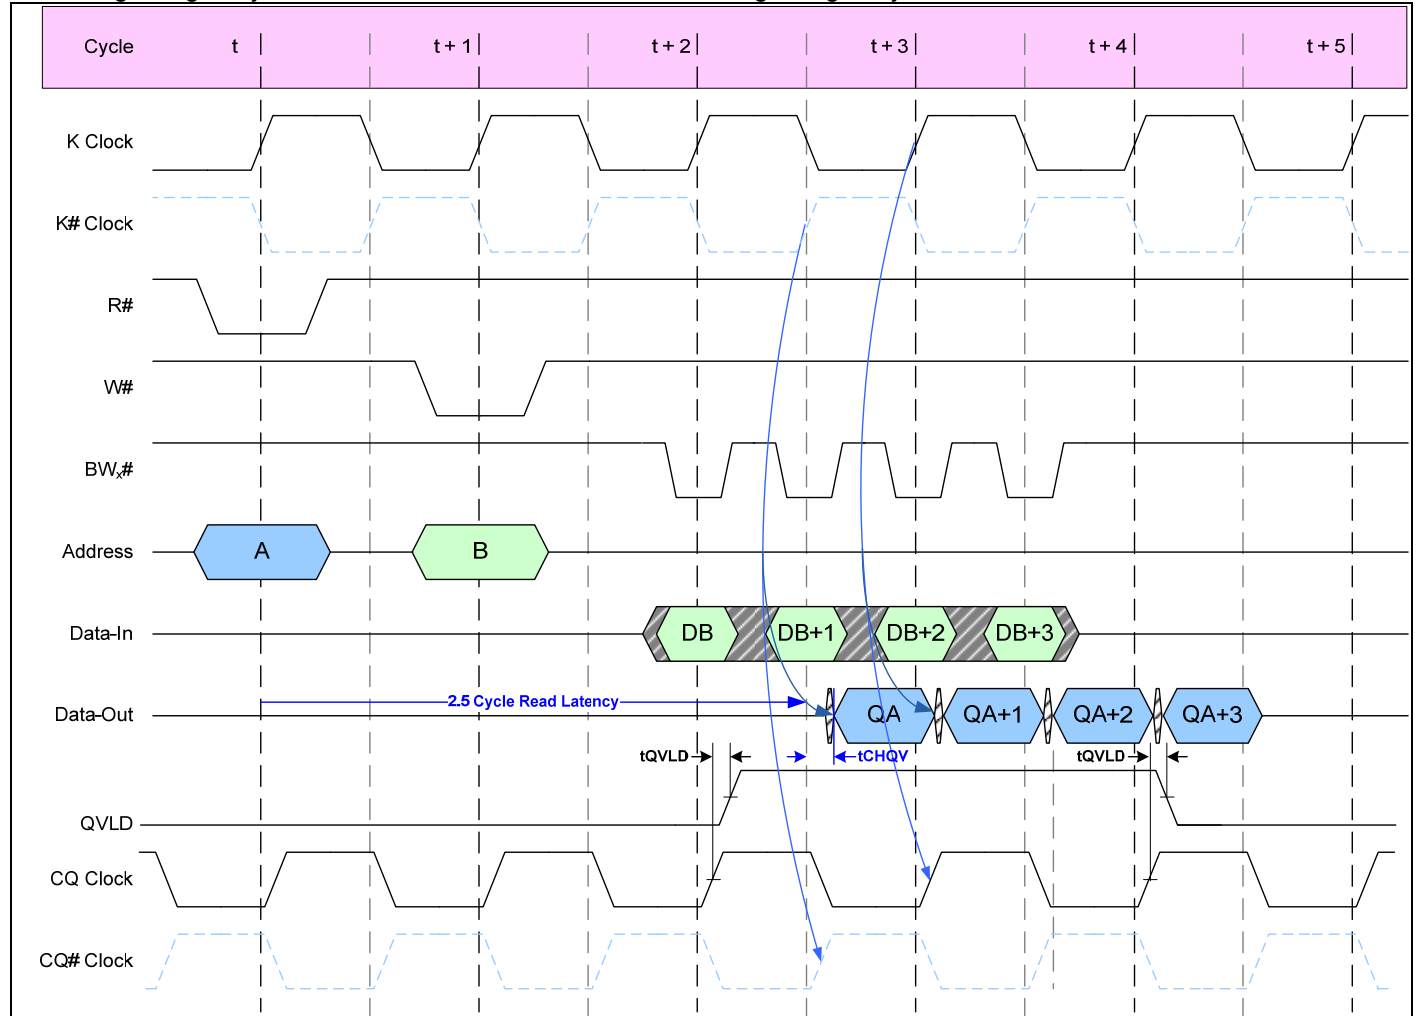 Cycle t t + 1 t + 2 t + 3 t + 4 t + 5
K Clock
K# Clock
R#
W#
BWx#
Address A B
Data-In DB DB+1 DB+2 DB+3
2.5 Cycle Read Latency
Data-Out QA QA+1 QA+2 QA+3
tQVLD tCHQV tQVLD
QVLD
CQ Clock
CQ# Clock